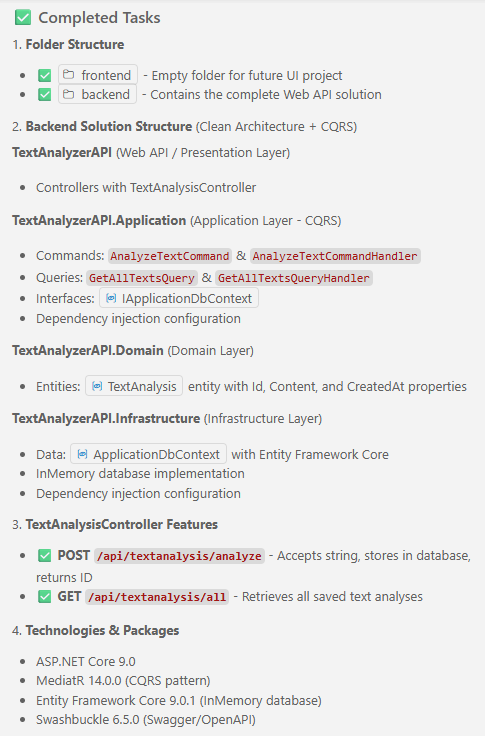 ✅ Completed Tasks
1. Folder Structure
• ✅ frontend - Empty folder for future UI project
• ✅ backend - Contains the complete Web API solution
2. Backend Solution Structure (Clean Architecture + CQRS)
TextAnalyzerAPI (Web API / Presentation Layer)
• Controllers with TextAnalysisController
TextAnalyzerAPI.Application (Application Layer - CQRS)
• Commands: AnalyzeTextCommand & AnalyzeTextCommandHandler
• Queries: GetAllTextsQuery & GetAllTextsQueryHandler
• Interfaces: IApplicationDbContext
• Dependency injection configuration
TextAnalyzerAPI.Domain (Domain Layer)
• Entities: TextAnalysis entity with Id, Content, and CreatedAt properties
TextAnalyzerAPI.Infrastructure (Infrastructure Layer)
• Data: ApplicationDbContext with Entity Framework Core
• InMemory database implementation
• Dependency injection configuration
3. TextAnalysisController Features
• ✅ POST /api/textanalysis/analyze - Accepts string, stores in database,
returns ID
• ✅ GET /api/textanalysis/all - Retrieves all saved text analyses
4. Technologies & Packages
• ASP.NET Core 9.0
• MediatR 14.0.0 (CQRS pattern)
• Entity Framework Core 9.0.1 (InMemory database)
• Swashbuckle 6.5.0 (Swagger/OpenAPI)